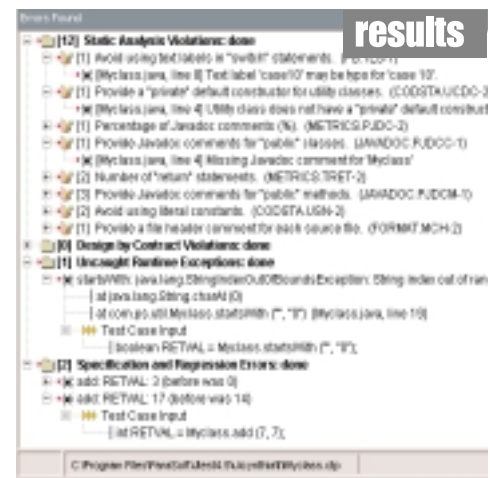 Errors Found
results
[12] Static Analysis Violations: done
[1] Avoid using text labels in "switch" statements. (PB.TLS-1)
[Myclass.java, line 8] Text label 'case10' may be typo for 'case 10'.
[1] Provide a "private" default constructor for utility classes. (CODSTA.UCDC-2
[Myclass.java, line 4] Utility class does not have a "private" default construct
[1] Percentage of Javadoc comments (%). (METRICS.PJDC-2)
[1] Provide Javadoc comments for "public" classes. (JAVADOC.PJDCC-1)
[Myclass.java, line 4] Missing Javadoc comment for 'Myclass'
[2] Number of "return" statements. (METRICS.TRET-2)
[3] Provide Javadoc comments for "public" methods. (JAVADOC.PJDCM-1)
[2] Avoid using literal constants. (CODSTA.USN-2)
[1] Provide a file header comment for each source file. (FORMAT.MCH-2)
[0] Design by Contract Violations: done
[1] Uncaught Runtime Exceptions: done
startsWith: java.lang.StringIndexOutOfBoundsException: String index out of ran
at java.lang.String.charAt (0)
at com.ps.util.Myclass.startsWith ("", "0") [Myclass.java, line 19]
Test Case Input
boolean RETVAL = Myclass.startsWith ("", "0");
[2] Specification and Regression Errors: done
add: RETVAL: 2 (before was 0)
add: RETVAL: 17 (before was 14)
Test Case Input
int RETVAL = Myclass.add (7, 7);